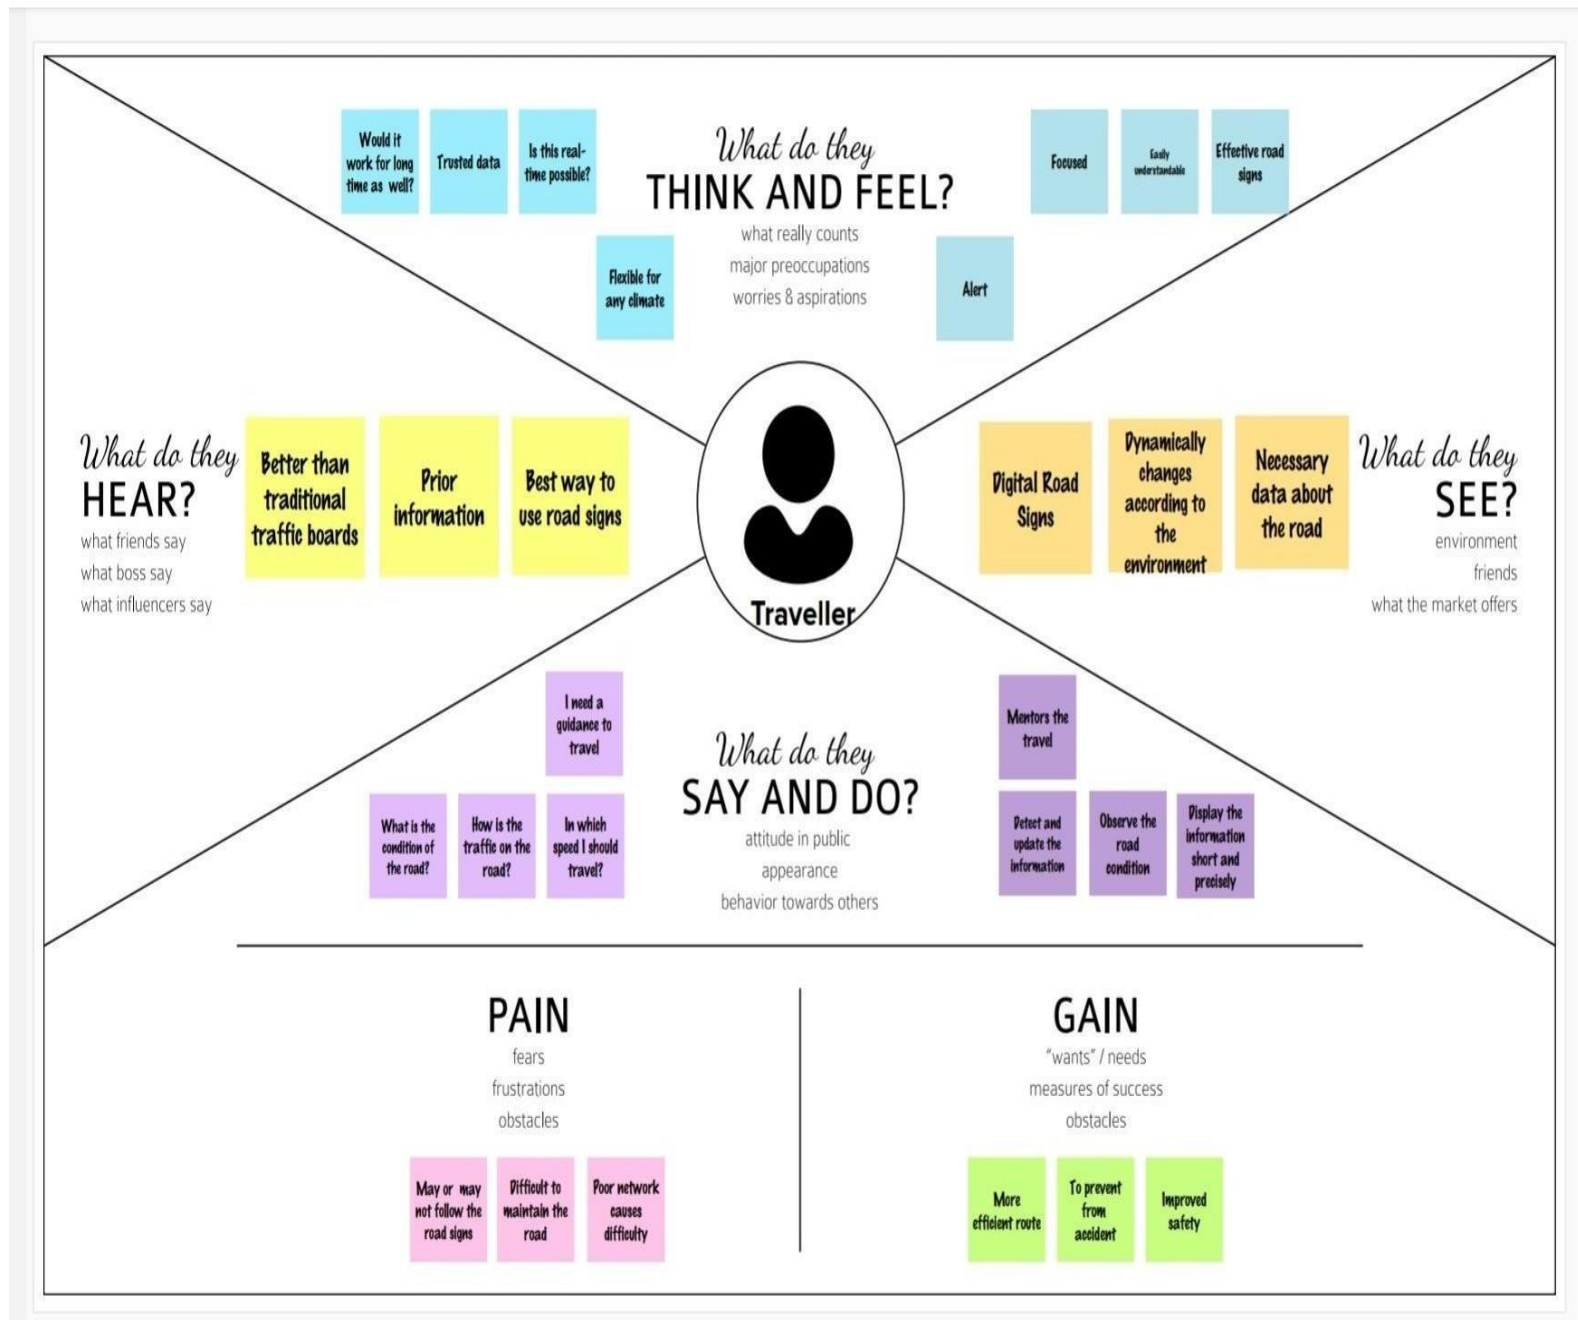 Would it
work for long
time as well?
Trusted data
Is this real-
time possible?
Flexible for
any climate
What do they
THINK AND FEEL?
what really counts
major preoccupations
worries & aspirations
Focused
Easily
understandable
Effective road
signs
Alert
What do they
HEAR?
what friends say
what boss say
what influencers say
Better than
traditional
traffic boards
Prior
information
Best way to
use road signs
Traveller
Digital Road
Signs
Dynamically
changes
according to
the
environment
Necessary
data about
the road
What do they
SEE?
environment
friends
what the market offers
I need a
guidance to
travel
What is the
condition of
the road?
How is the
traffic on the
road?
In which
speed I should
travel?
What do they
SAY AND DO?
attitude in public
appearance
behavior towards others
Mentors the
travel
Detect and
update the
information
Observe the
road
condition
Display the
information
short and
precisely
PAIN
fears
frustrations
obstacles
May or may
not follow the
road signs
Difficult to
maintain the
road
Poor network
causes
difficulty
GAIN
"wants" / needs
measures of success
obstacles
More
efficient route
To prevent
from
accident
Improved
safety